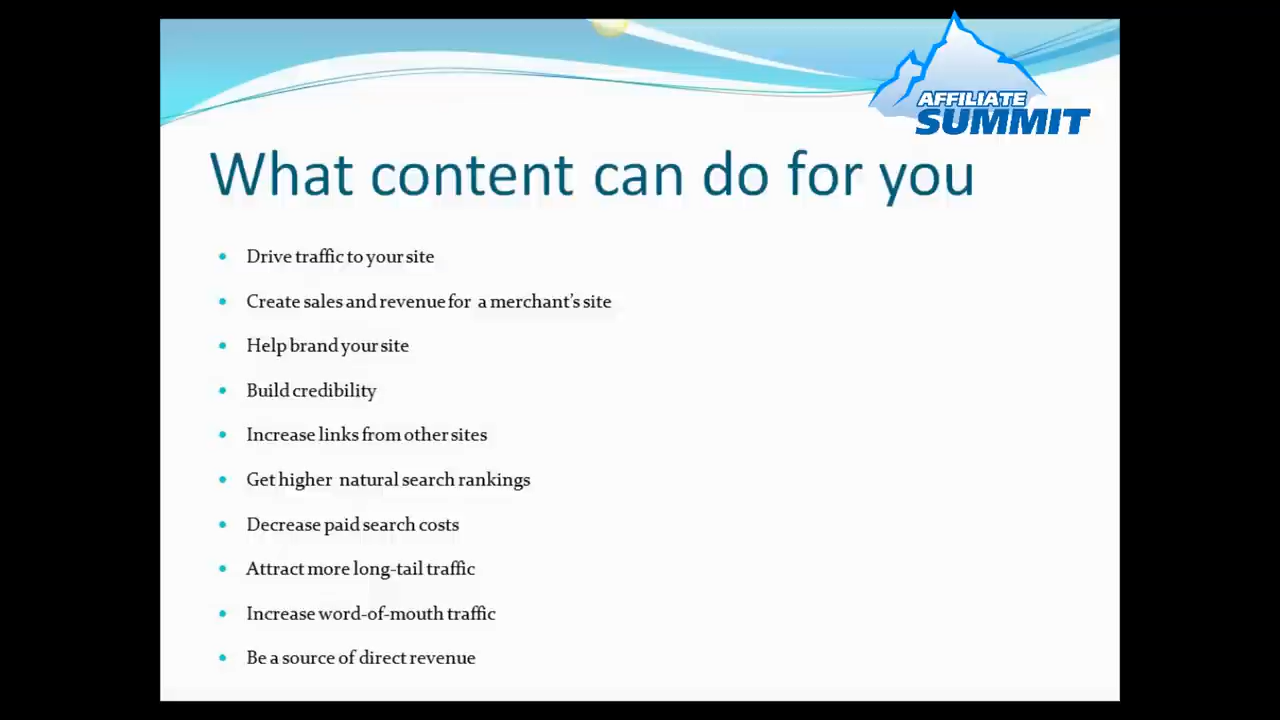 AFFILIATE
SUMMIT
What content can do for you
• Drive traffic to your site
• Create sales and revenue for a merchant’s site
• Help brand your site
• Build credibility
• Increase links from other sites
• Get higher natural search rankings
• Decrease paid search costs
• Attract more long-tail traffic
• Increase word-of-mouth traffic
• Be a source of direct revenue